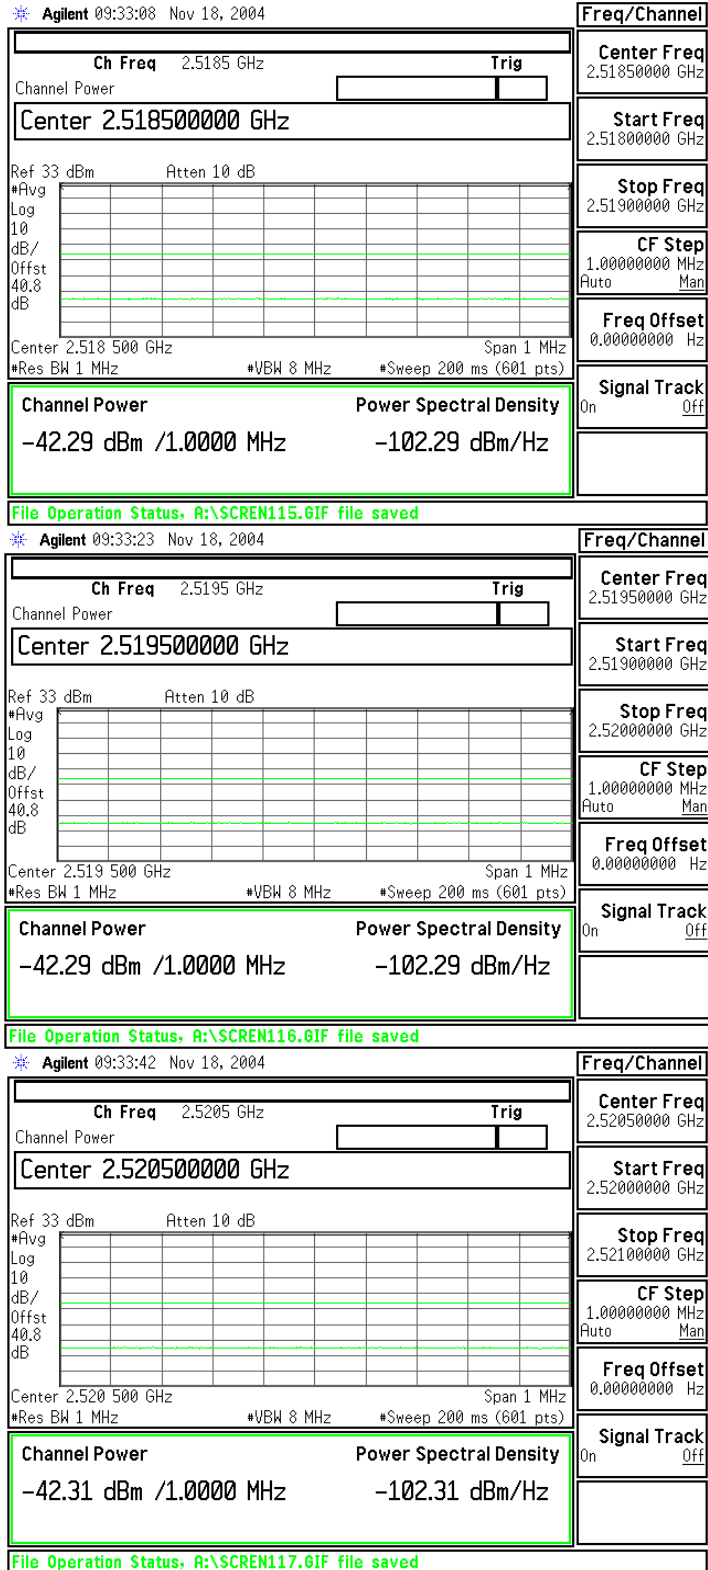 Agilent 09:33:08 Nov 18, 2004
Freq/Channel
Ch Freq 2.5185 GHz Trig
Channel Power
Center 2.518500000 GHz
Ref 33 dBm Atten 10 dB
#Avg
Log
10
dB/
Offst
40.8
dB
Center 2.518 500 GHz Span 1 MHz
#Res BW 1 MHz #VBW 8 MHz #Sweep 200 ms (601 pts)
Channel Power Power Spectral Density
-42.29 dBm /1.0000 MHz -102.29 dBm/Hz
File Operation Status, A:\SCREN115.GIF file saved
Center Freq
2.51850000 GHz
Start Freq
2.51800000 GHz
Stop Freq
2.51900000 GHz
CF Step
1.00000000 MHz
Auto Man
Freq Offset
0.00000000 Hz
Signal Track
On Off
Agilent 09:33:23 Nov 18, 2004
Freq/Channel
Ch Freq 2.5195 GHz Trig
Channel Power
Center 2.519500000 GHz
Ref 33 dBm Atten 10 dB
#Avg
Log
10
dB/
Offst
40.8
dB
Center 2.519 500 GHz Span 1 MHz
#Res BW 1 MHz #VBW 8 MHz #Sweep 200 ms (601 pts)
Channel Power Power Spectral Density
-42.29 dBm /1.0000 MHz -102.29 dBm/Hz
File Operation Status, A:\SCREN116.GIF file saved
Center Freq
2.51950000 GHz
Start Freq
2.51900000 GHz
Stop Freq
2.52000000 GHz
CF Step
1.00000000 MHz
Auto Man
Freq Offset
0.00000000 Hz
Signal Track
On Off
Agilent 09:33:42 Nov 18, 2004
Freq/Channel
Ch Freq 2.5205 GHz Trig
Channel Power
Center 2.520500000 GHz
Ref 33 dBm Atten 10 dB
#Avg
Log
10
dB/
Offst
40.8
dB
Center 2.520 500 GHz Span 1 MHz
#Res BW 1 MHz #VBW 8 MHz #Sweep 200 ms (601 pts)
Channel Power Power Spectral Density
-42.31 dBm /1.0000 MHz -102.31 dBm/Hz
File Operation Status, A:\SCREN117.GIF file saved
Center Freq
2.52050000 GHz
Start Freq
2.52000000 GHz
Stop Freq
2.52100000 GHz
CF Step
1.00000000 MHz
Auto Man
Freq Offset
0.00000000 Hz
Signal Track
On Off